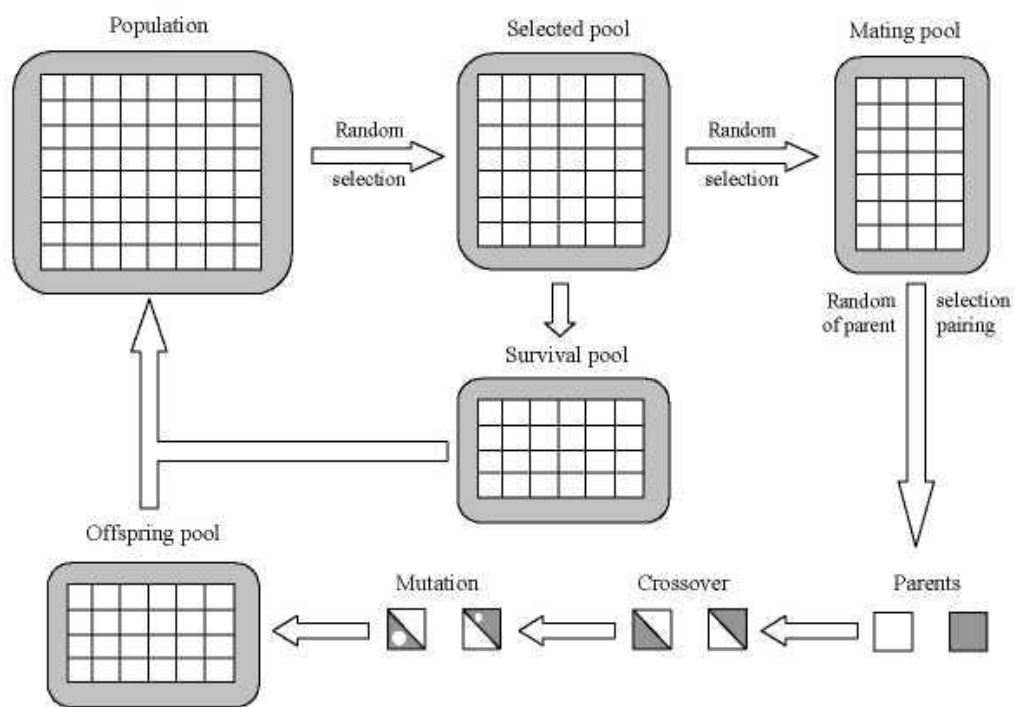 Population
Selected pool
Mating pool
Random
selection
Random
selection
Random
of parent
selection
pairing
Survival pool
Offspring pool
Mutation
Crossover
Parents